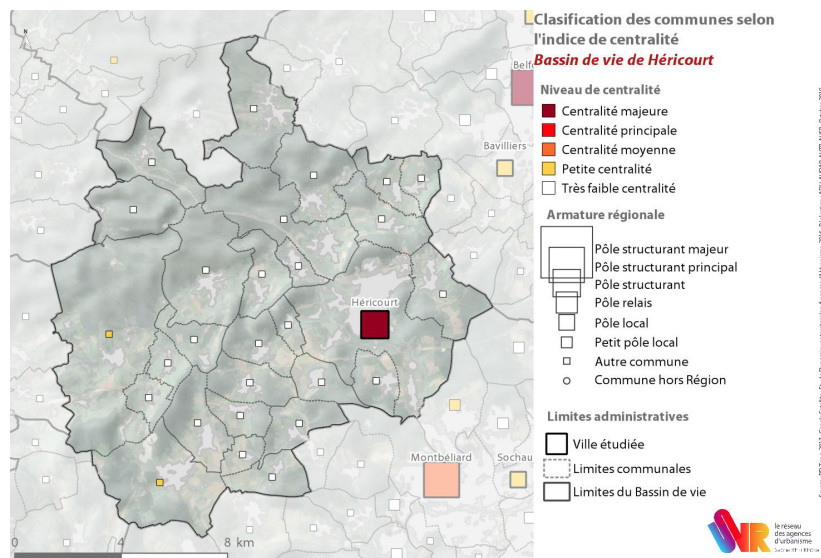 Clasification des communes selon
l'indice de centralité
Bassin de vie de Héricourt
Niveau de centralité
Centralité majeure
Centralité principale
Centralité moyenne
Petite centralité
Très faible centralité
Armature régionale
Pôle structurant majeur
Pôle structurant principal
Pôle structurant
Pôle relais
Pôle local
Petit pôle local
Autre commune
Commune hors Région
Limites administratives
Ville étudiée
Limites communales
Limites du Bassin de vie
N
Belf
Bavilliers
Héricourt
Montbéliard
Sochau
0 4 8 km
le réseau
des agences
d'urbanisme